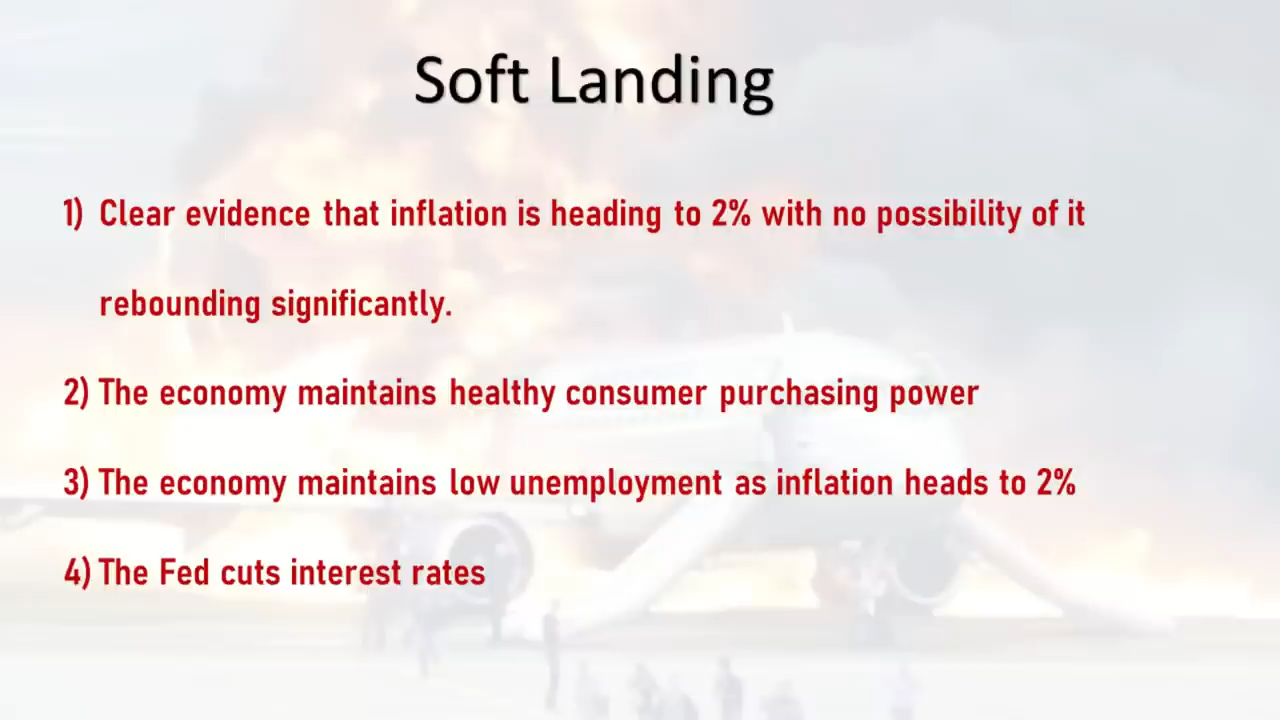 Soft Landing
1) Clear evidence that inflation is heading to 2% with no possibility of it
rebounding significantly.
2) The economy maintains healthy consumer purchasing power
3) The economy maintains low unemployment as inflation heads to 2%
4) The Fed cuts interest rates